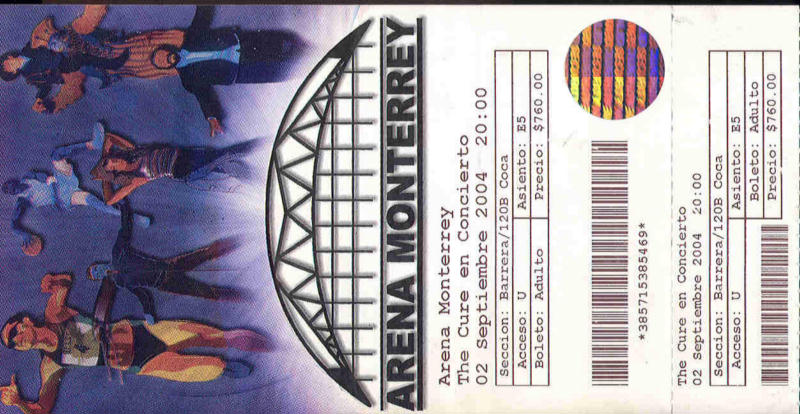 ARENA MONTERREY
Arena Monterrey
The Cure en Concierto
02 Septiembre 2004 20:00
Seccion: Barrera/120B Coca
Acceso: U Asiento: E5
Boleto: Adulto Precio: $760.00
*385715385469*
The Cure en Concierto
02 Septiembre 2004 20:00
Seccion: Barrera/120B Coca
Acceso: U Asiento: E5
Boleto: Adulto
Precio: $760.00